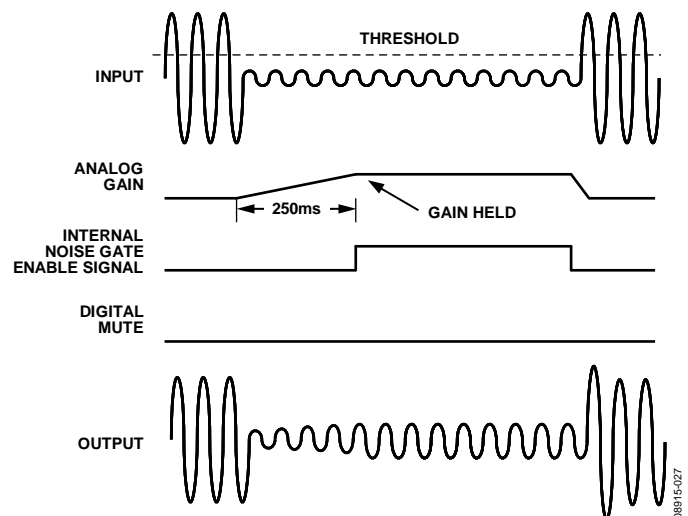 THRESHOLD
INPUT
ANALOG
GAIN
250ms
GAIN HELD
INTERNAL
NOISE GATE
ENABLE SIGNAL
DIGITAL
MUTE
OUTPUT
08915-027